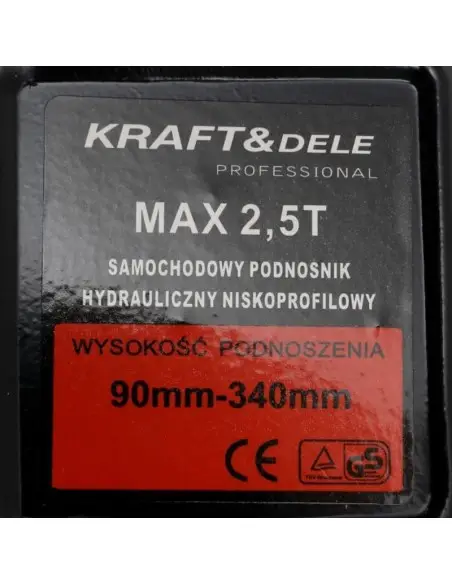 KRAFT&DELE
PROFESSIONAL
MAX 2,5T
SAMOCHODOWY PODNOSNIK
HYDRAULICZNY NISKOPROFILOWY
WYSOKOŚĆ PODNOSZENIA
90mm-340mm
CE
GS